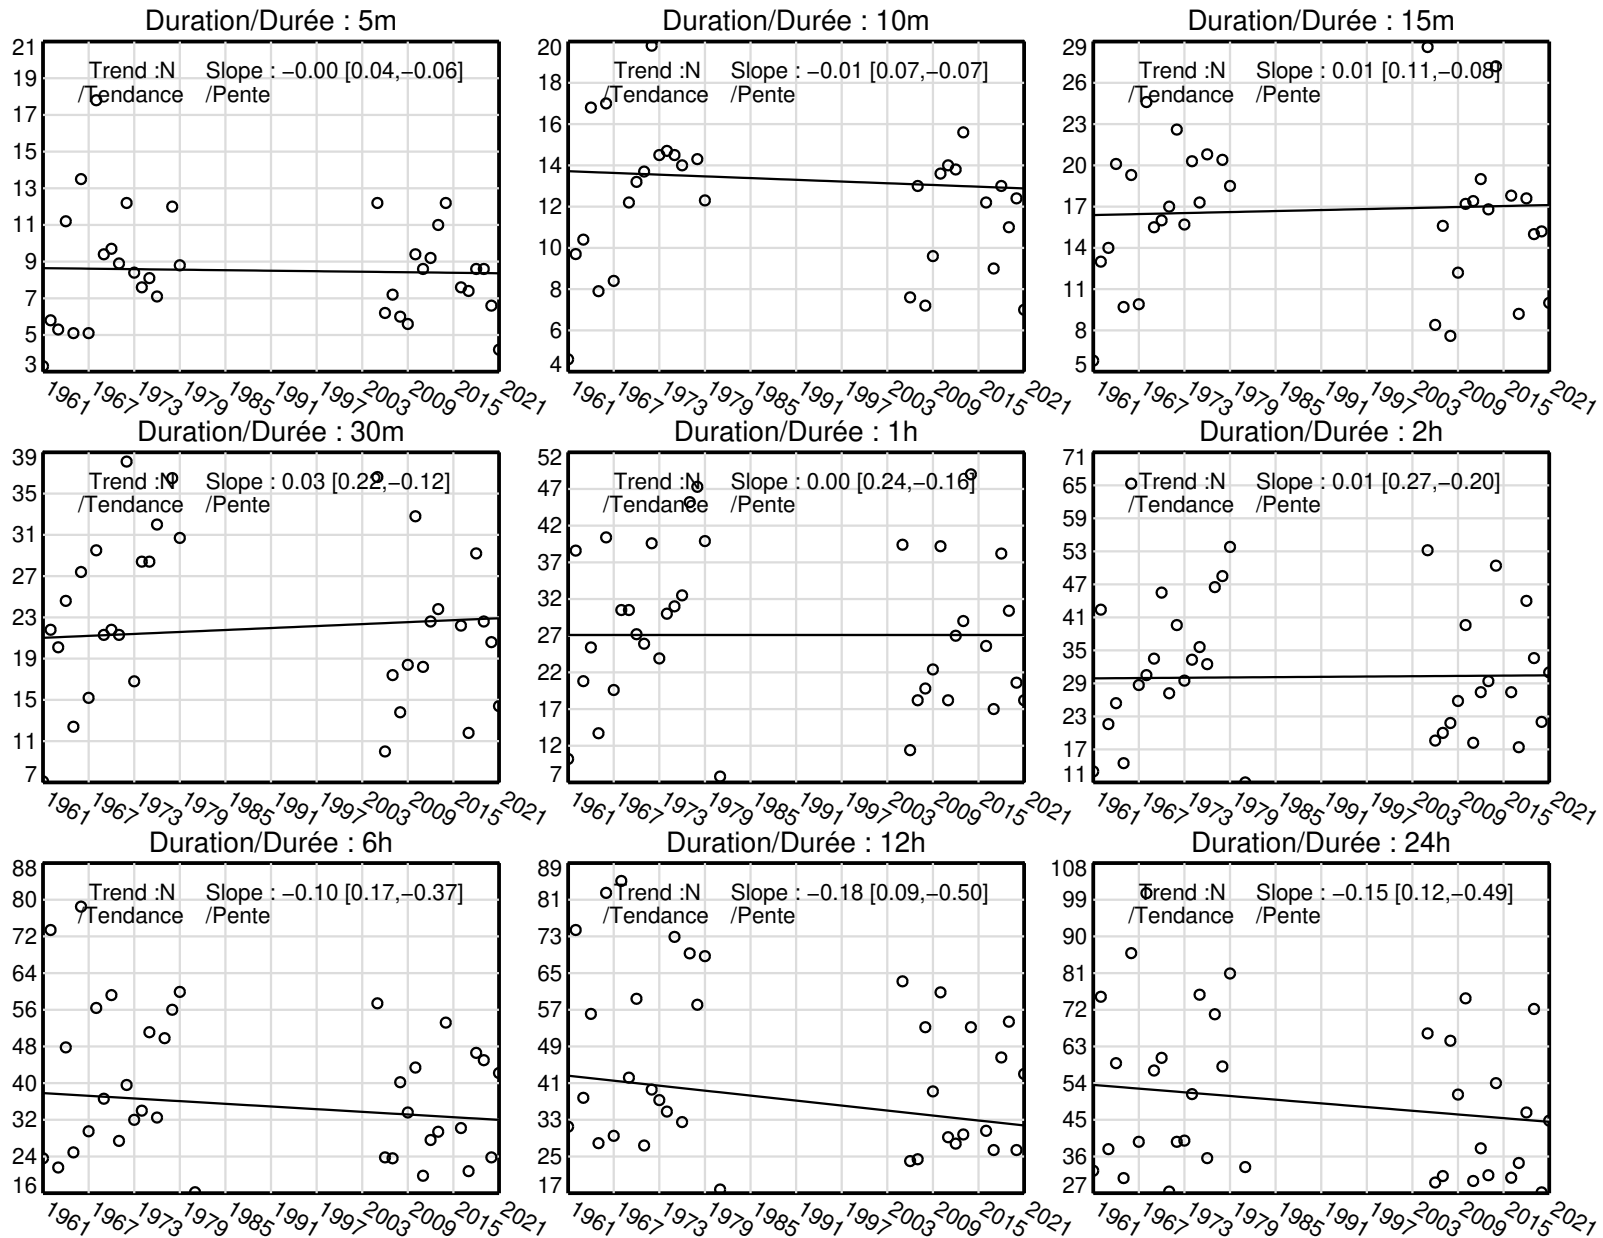 Duration/Durée : 5m
21
19
17
15
13
11
9
7
5
3
Trend :N Slope : −0.00 [0.04,−0.06]
/Tendance /Pente
1961 1967 1973 1979 1985 1991 1997 2003 2009 2015 2021
Duration/Durée : 10m
20
18
16
14
12
10
8
6
4
Trend :N Slope : −0.01 [0.07,−0.07]
/Tendance /Pente
1961 1967 1973 1979 1985 1991 1997 2003 2009 2015 2021
Duration/Durée : 15m
29
26
23
20
17
14
11
8
5
Trend :N Slope : 0.01 [0.11,−0.08]
/Tendance /Pente
1961 1967 1973 1979 1985 1991 1997 2003 2009 2015 2021
Duration/Durée : 30m
39
35
31
27
23
19
15
11
7
Trend :N Slope : 0.03 [0.22,−0.12]
/Tendance /Pente
1961 1967 1973 1979 1985 1991 1997 2003 2009 2015 2021
Duration/Durée : 1h
52
47
42
37
32
27
22
17
12
7
Trend :N Slope : 0.00 [0.24,−0.16]
/Tendance /Pente
1961 1967 1973 1979 1985 1991 1997 2003 2009 2015 2021
Duration/Durée : 2h
71
65
59
53
47
41
35
29
23
17
11
Trend :N Slope : 0.01 [0.27,−0.20]
/Tendance /Pente
1961 1967 1973 1979 1985 1991 1997 2003 2009 2015 2021
Duration/Durée : 6h
88
80
72
64
56
48
40
32
24
16
Trend :N Slope : −0.10 [0.17,−0.37]
/Tendance /Pente
1961 1967 1973 1979 1985 1991 1997 2003 2009 2015 2021
Duration/Durée : 12h
89
81
73
65
57
49
41
33
25
17
Trend :N Slope : −0.18 [0.09,−0.50]
/Tendance /Pente
1961 1967 1973 1979 1985 1991 1997 2003 2009 2015 2021
Duration/Durée : 24h
108
99
90
81
72
63
54
45
36
27
Trend :N Slope : −0.15 [0.12,−0.49]
/Tendance /Pente
1961 1967 1973 1979 1985 1991 1997 2003 2009 2015 2021